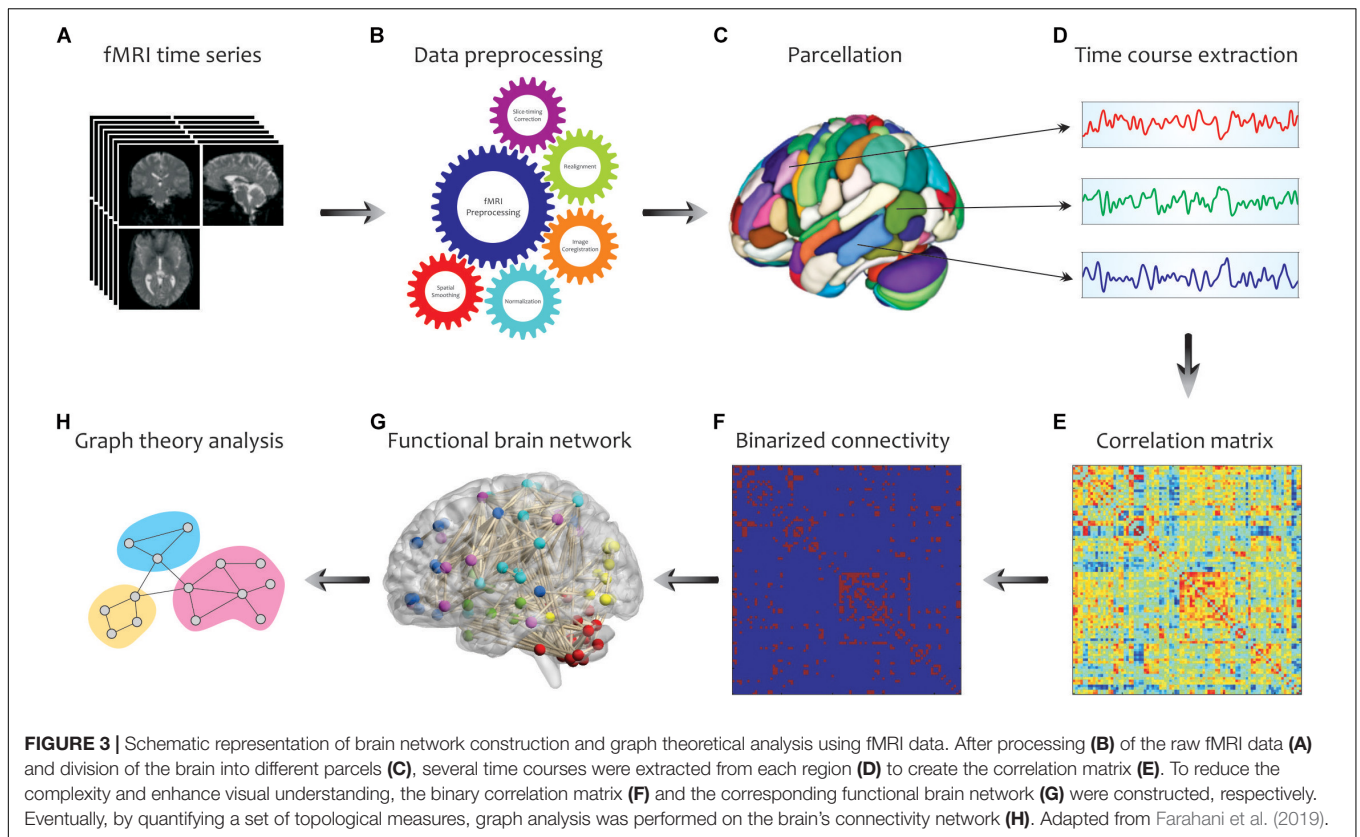 A
fMRI time series
B
Data preprocessing
C
Parcellation
D
Time course extraction
Slice-timing
Correction
Realignment
fMRI
Preprocessing
Image
Coregistration
Spatial
Smoothing
Normalization
H
Graph theory analysis
G
Functional brain network
F
Binarized connectivity
E
Correlation matrix
FIGURE 3 | Schematic representation of brain network construction and graph theoretical analysis using fMRI data. After processing (B) of the raw fMRI data (A)
and division of the brain into different parcels (C), several time courses were extracted from each region (D) to create the correlation matrix (E). To reduce the
complexity and enhance visual understanding, the binary correlation matrix (F) and the corresponding functional brain network (G) were constructed, respectively.
Eventually, by quantifying a set of topological measures, graph analysis was performed on the brain's connectivity network (H). Adapted from Farahani et al. (2019).